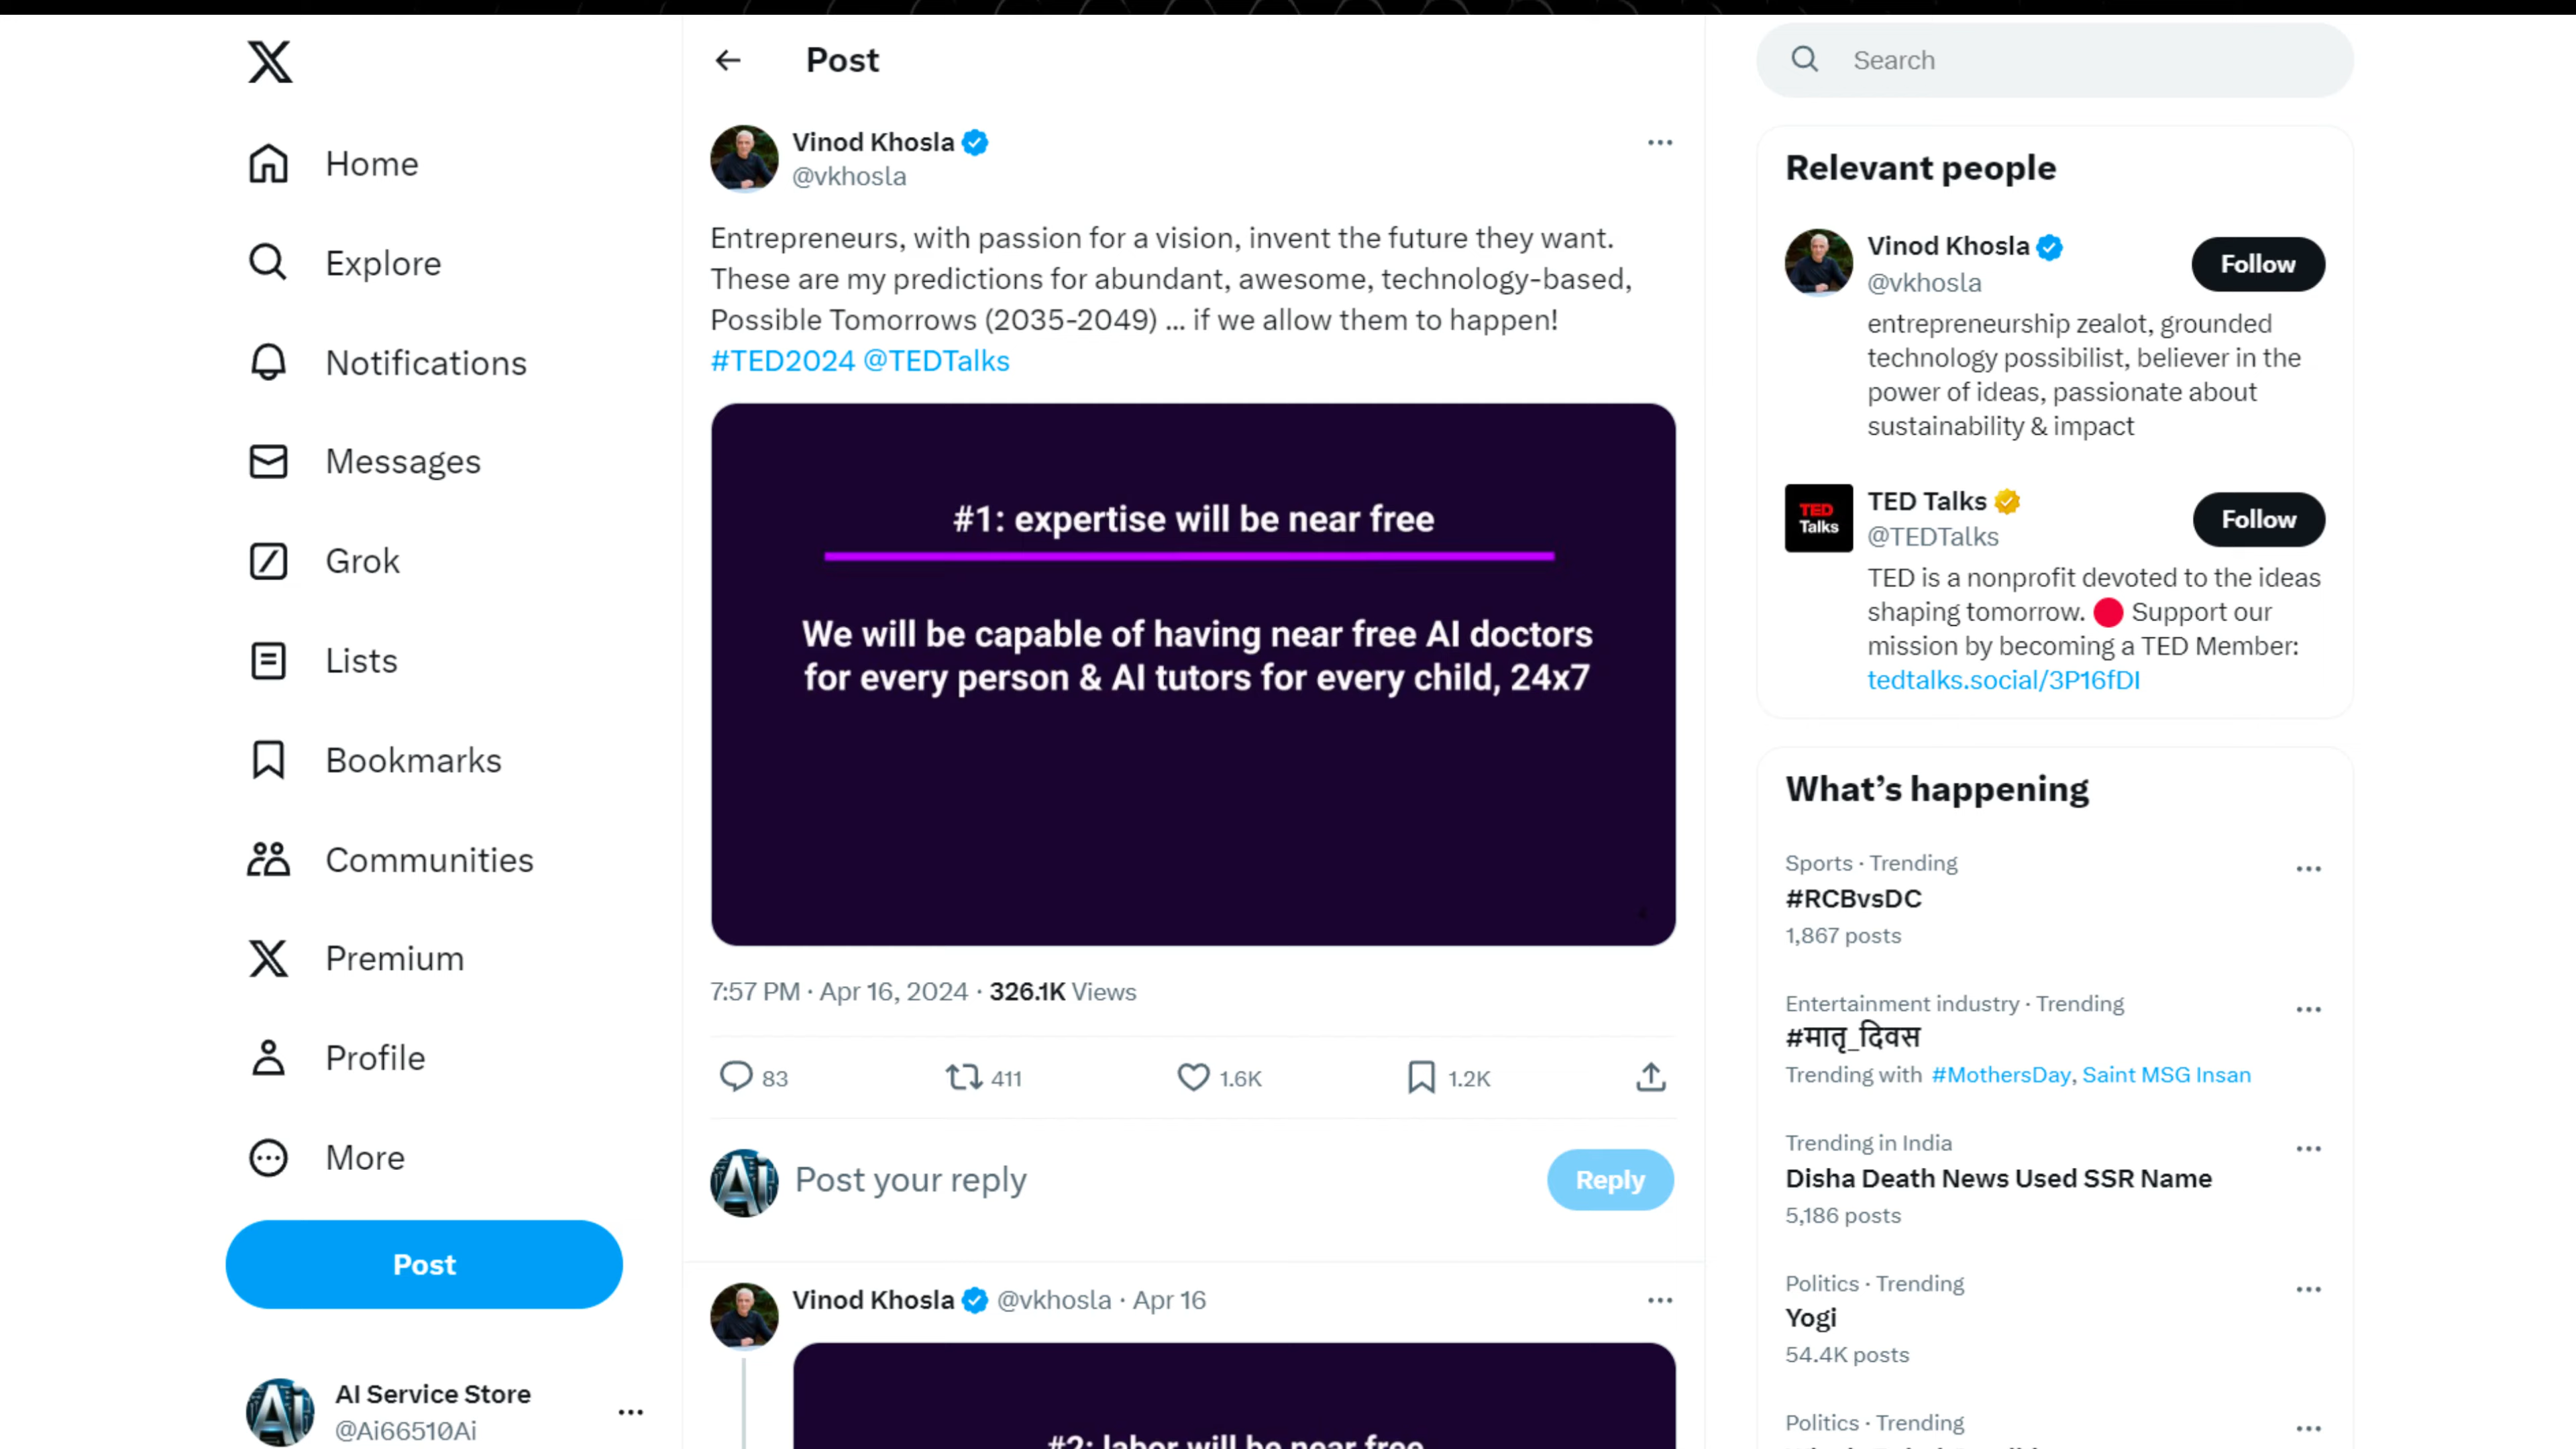 Home
Explore
Notifications
Messages
Grok
Lists
Bookmarks
Communities
Premium
Profile
More
Post
AI Service Store
@Ai66510Ai
Post
Vinod Khosla
@vkhosla
Entrepreneurs, with passion for a vision, invent the future they want.
These are my predictions for abundant, awesome, technology-based,
Possible Tomorrows (2035-2049) ... if we allow them to happen!
#TED2024 @TEDTalks
#1: expertise will be near free
We will be capable of having near free AI doctors
for every person & AI tutors for every child, 24x7
7:57 PM · Apr 16, 2024 · 326.1K Views
83 411 1.6K 1.2K
Ai Post your reply Reply
Vinod Khosla @vkhosla · Apr 16
#2: labor will be near free
Search
Relevant people
Vinod Khosla
@vkhosla
Follow
entrepreneurship zealot, grounded
technology possibilist, believer in the
power of ideas, passionate about
sustainability & impact
TED
Talks
TED Talks
@TEDTalks
Follow
TED is a nonprofit devoted to the ideas
shaping tomorrow. 🔴 Support our
mission by becoming a TED Member:
tedtalks.social/3P16fDI
What's happening
Sports · Trending
#RCBvsDC
1,867 posts
Entertainment industry · Trending
#मातृ_दिवस
Trending with #MothersDay, Saint MSG Insan
Trending in India
Disha Death News Used SSR Name
5,186 posts
Politics · Trending
Yogi
54.4K posts
Politics · Trending